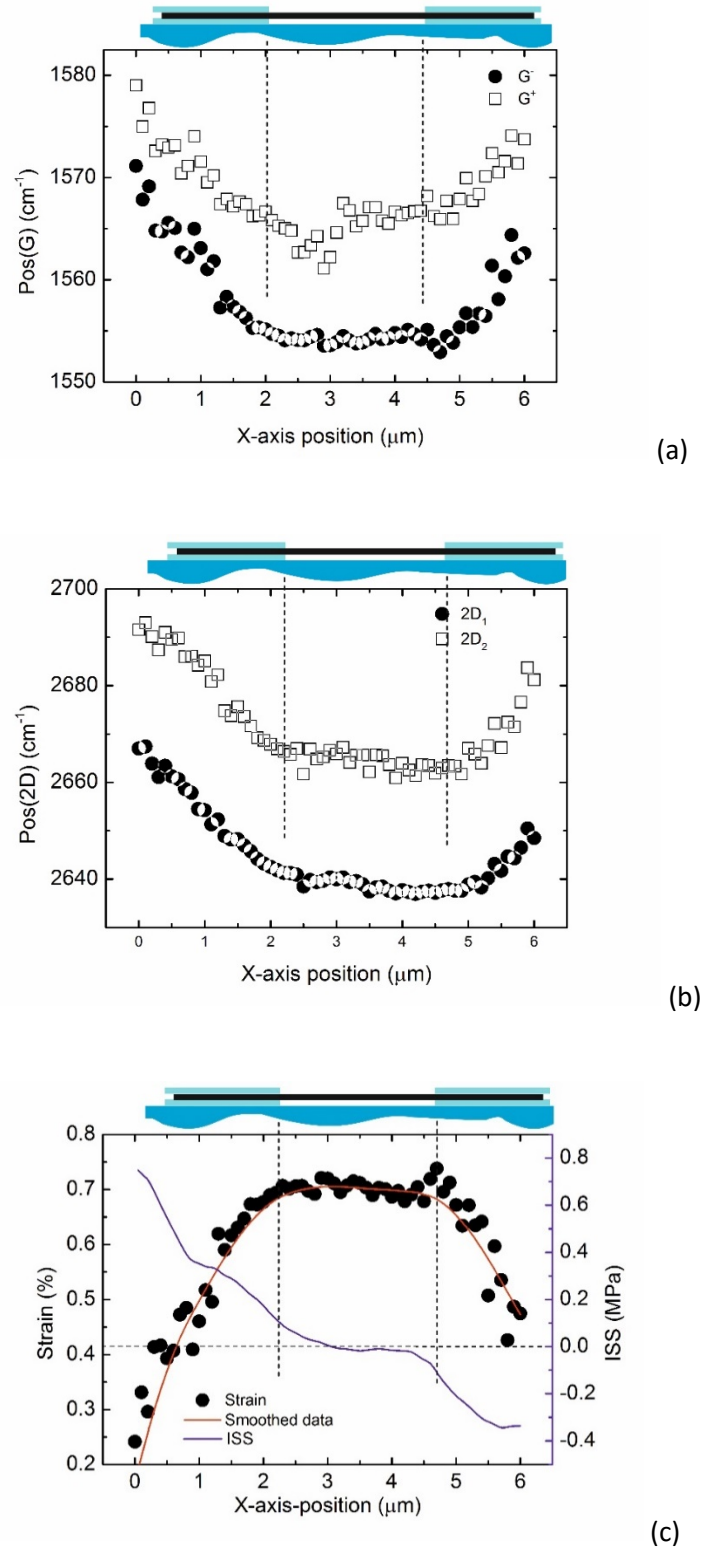 1580
1570
1560
1550
Pos(G) (cm⁻¹)
G⁻
G⁺
0 1 2 3 4 5 6
X-axis position (μm)
(a)
2700
2680
2660
2640
Pos(2D) (cm⁻¹)
2D₁
2D₂
0 1 2 3 4 5 6
X-axis position (μm)
(b)
0.8
0.7
0.6
0.5
0.4
0.3
0.2
Strain (%)
0.8
0.6
0.4
0.2
0.0
-0.2
-0.4
ISS (MPa)
Strain
Smoothed data
ISS
0 1 2 3 4 5 6
X-axis-position (μm)
(c)